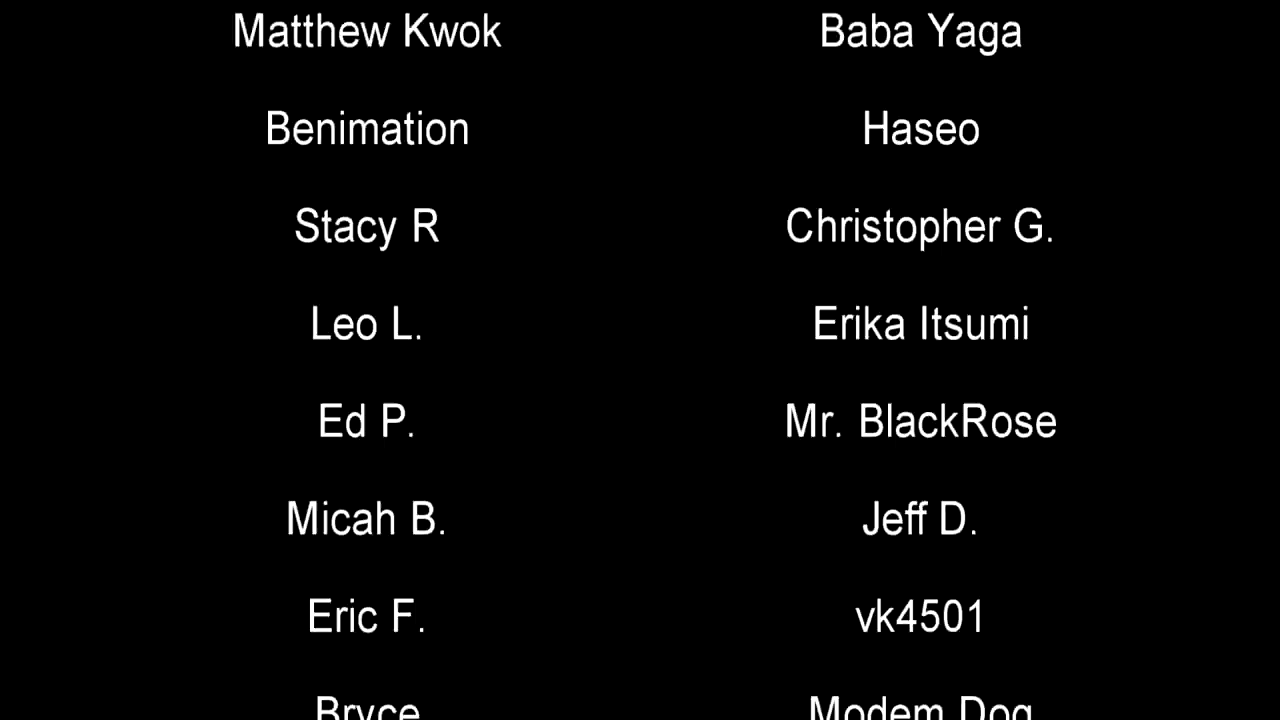 Matthew Kwok
Baba Yaga
Benimation
Haseo
Stacy R
Christopher G.
Leo L.
Erika Itsumi
Ed P.
Mr. BlackRose
Micah B.
Jeff D.
Eric F.
vk4501
Bryce
Modem Dog